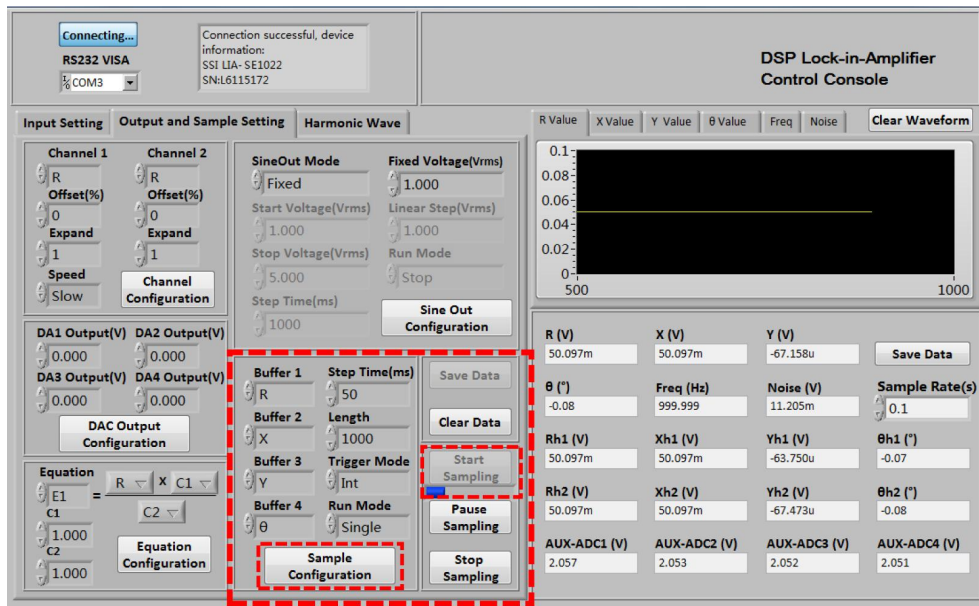 Connecting...
RS232 VISA
COM3
Connection successful, device
information:
SSI LIA- SE1022
SN:L6115172
DSP Lock-in-Amplifier
Control Console
Input Setting
Output and Sample Setting
Harmonic Wave
Channel 1
Channel 2
R
R
Offset(%)
Offset(%)
0
0
Expand
Expand
1
1
Speed
Slow
Channel
Configuration
DA1 Output(V)
DA2 Output(V)
0.000
0.000
DA3 Output(V)
DA4 Output(V)
0.000
0.000
DAC Output
Configuration
Equation
E1
=
R
X
C1
C2
C1
1.000
C2
1.000
Equation
Configuration
SineOut Mode
Fixed Voltage(Vrms)
Fixed
1.000
Start Voltage(Vrms)
Linear Step(Vrms)
1.000
1.000
Stop Voltage(Vrms)
Run Mode
5.000
Stop
Step Time(ms)
1000
Sine Out
Configuration
Buffer 1
Step Time(ms)
R
50
Buffer 2
Length
X
1000
Buffer 3
Trigger Mode
Y
Int
Buffer 4
Run Mode
θ
Single
Sample
Configuration
Save Data
Clear Data
Start
Sampling
Pause
Sampling
Stop
Sampling
R Value
X Value
Y Value
θ Value
Freq
Noise
Clear Waveform
0.1
0.08
0.06
0.04
0.02
0
500
1000
R (V)
X (V)
Y (V)
50.097m
50.097m
-67.158u
Save Data
θ (°)
Freq (Hz)
Noise (V)
Sample Rate(s)
-0.08
999.999
11.205m
0.1
Rh1 (V)
Xh1 (V)
Yh1 (V)
θh1 (°)
50.097m
50.097m
-63.750u
-0.07
Rh2 (V)
Xh2 (V)
Yh2 (V)
θh2 (°)
50.097m
50.097m
-67.473u
-0.08
AUX-ADC1 (V)
AUX-ADC2 (V)
AUX-ADC3 (V)
AUX-ADC4 (V)
2.057
2.053
2.052
2.051